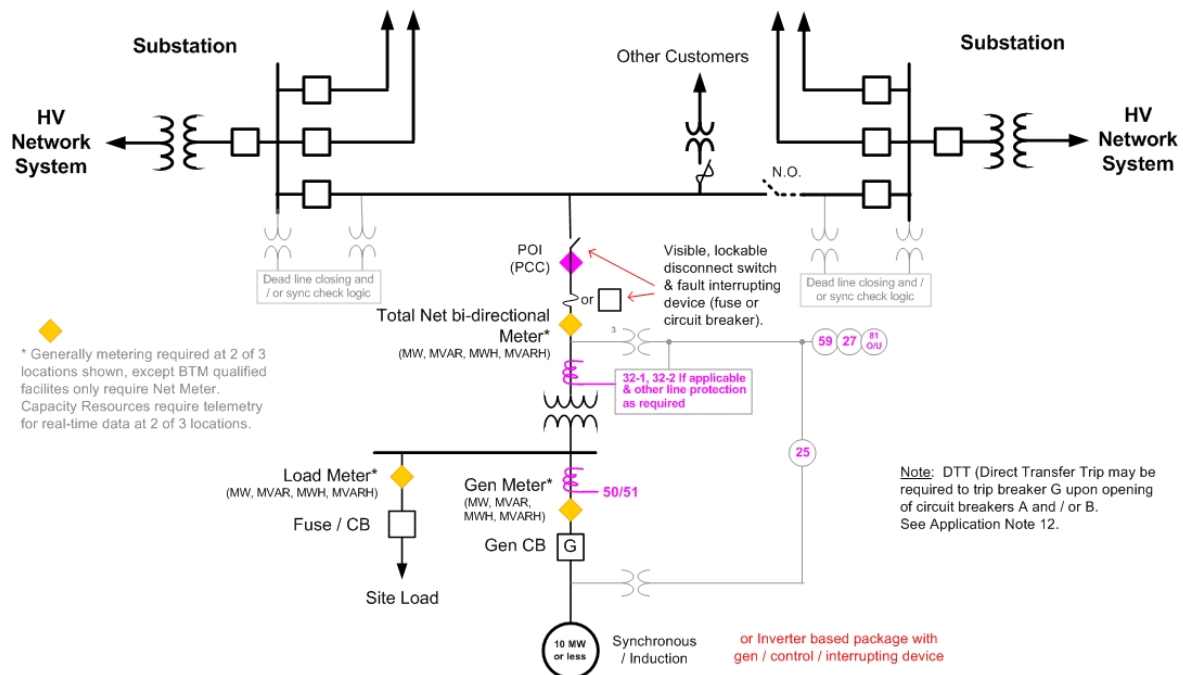 Substation
Substation
Other Customers
HV
Network
System
HV
Network
System
N.O.
POI
(PCC)
Visible, lockable
disconnect switch
& fault interrupting
device (fuse or
circuit breaker).
Dead line closing and
/ or sync check logic
Dead line closing and /
or sync check logic
or
Total Net bi-directional
Meter*
(MW, MVAR, MWH, MVARH)
3
59
27
81
O/U
* Generally metering required at 2 of 3
locations shown, except BTM qualified
facilites only require Net Meter.
Capacity Resources require telemetry
for real-time data at 2 of 3 locations.
32-1, 32-2 If applicable
& other line protection
as required
25
Load Meter*
(MW, MVAR, MWH, MVARH)
Gen Meter*
(MW, MVAR,
MWH, MVARH)
50/51
Note: DTT (Direct Transfer Trip may be
required to trip breaker G upon opening
of circuit breakers A and / or B.
See Application Note 12.
Fuse / CB
Gen CB
G
Site Load
10 MW
or less
Synchronous
/ Induction
or Inverter based package with
gen / control / interrupting device